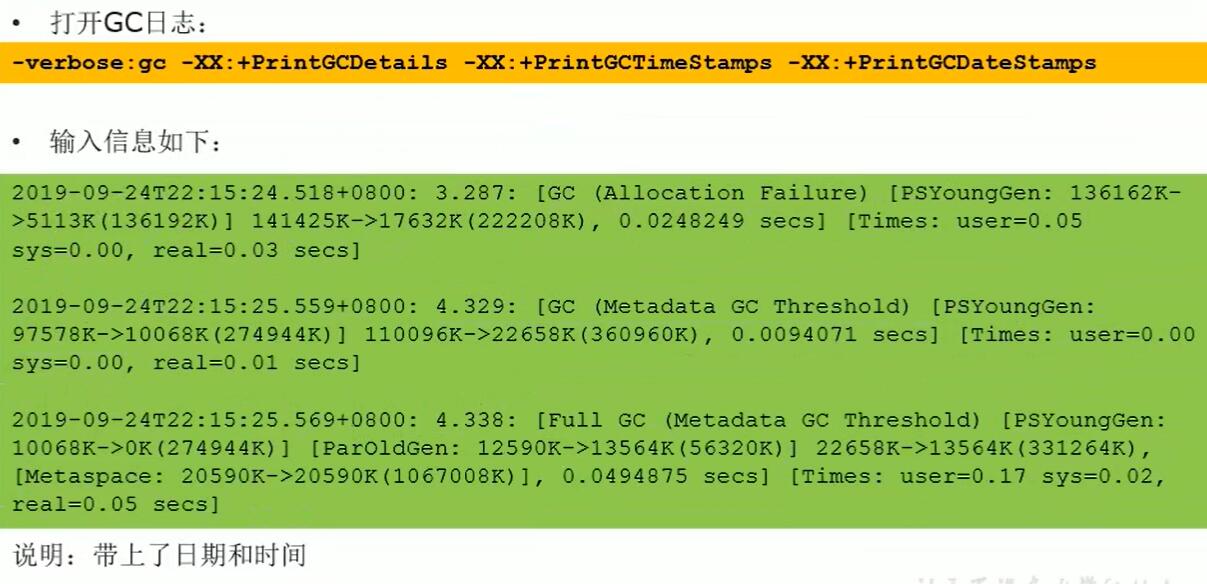 • 打开GC日志：
-verbose:gc -XX:+PrintGCDetails -XX:+PrintGCTimeStamps -XX:+PrintGCDateStamps
• 输入信息如下：
2019-09-24T22:15:24.518+0800: 3.287: [GC (Allocation Failure) [PSYoungGen: 136162K-
>5113K(136192K)] 141425K->17632K(222208K), 0.0248249 secs] [Times: user=0.05
sys=0.00, real=0.03 secs]
2019-09-24T22:15:25.559+0800: 4.329: [GC (Metadata GC Threshold) [PSYoungGen:
97578K->10068K(274944K)] 110096K->22658K(360960K), 0.0094071 secs] [Times: user=0.00
sys=0.00, real=0.01 secs]
2019-09-24T22:15:25.569+0800: 4.338: [Full GC (Metadata GC Threshold) [PSYoungGen:
10068K->0K(274944K)] [ParOldGen: 12590K->13564K(56320K)] 22658K->13564K(331264K),
[Metaspace: 20590K->20590K(1067008K)], 0.0494875 secs] [Times: user=0.17 sys=0.02,
real=0.05 secs]
说明：带上了日期和时间